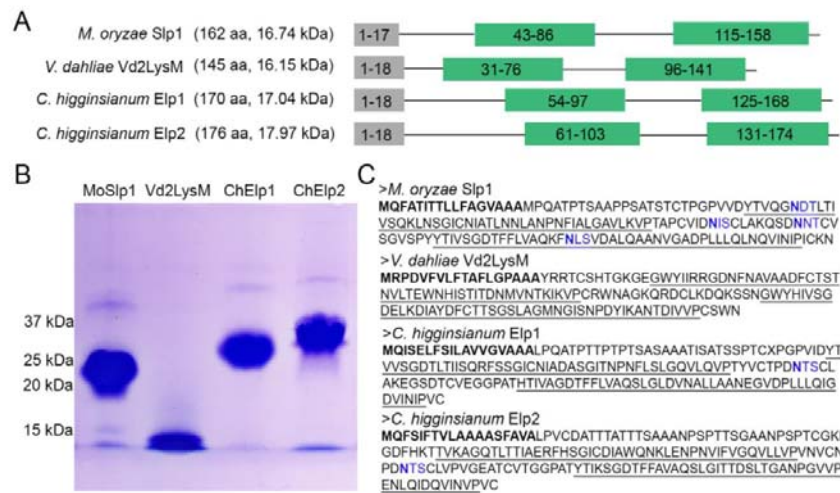 A
M. oryzae Slp1 (162 aa, 16.74 kDa) 1-17 43-86 115-158
V. dahliae Vd2LysM (145 aa, 16.15 kDa) 1-18 31-76 96-141
C. higginsianum Elp1 (170 aa, 17.04 kDa) 1-18 54-97 125-168
C. higginsianum Elp2 (176 aa, 17.97 kDa) 1-18 61-103 131-174
B
MoSlp1 Vd2LysM ChElp1 ChElp2
37 kDa
25 kDa
20 kDa
15 kDa
C
>M. oryzae Slp1
MQFATITTLLFAGVAAAMPQATPTSAAPPSATSTCTPGPVVDYTVQGNDTLTI
VSQKLNSGICNIATLNNLANPNFIALGAVLKVPTAPCVIDNISCLAKQSDNNTCV
SGVSPYYTIVSGDTFFLVAQKFNLSVDALQAANVGADPLLLQLNQVINIPICKN
>V. dahliae Vd2LysM
MRPDVFVLFTAFLGPAAAYRRTCSHTGKGEGWYIIRRGDNFNAVAADFCTST
NVLTEWNHISTITDNMVNTKIKVPCRWNAGKQRDCLKDQKSSNGWYHIVSG
DELKDIAYDFCTTSGSLAGMNGISNPDYIKANTDIVVPCSWN
>C. higginsianum Elp1
MQISELFSILAVVGVAAALPQATPTTPTPTSASAAATISATSSPTCXPGPVIDYT
VVSGDTLTIISQRFSSGICNIADASGITNPNFLSLGQVLQVPTYVCTPDNTSCL
AKEGSDTCVEGGPATHTIVAGDTFFLVAQSLGLDVNALLAANEGVDPLLLQIG
DVINIPVC
>C. higginsianum Elp2
MQFSIFTVLAAAASFAVALPVCDATTTATTTSAAANPSPTTSGAANPSPTCGK
GDFHKTTVKAGQTLTTIAERFHSGICDIAWQNKLENPNVIFVGQVLLVPVNVCN
PDNTSCLVPVGEATCVTGGPATYTIKSGDTFFAVAQSLGITTDSLTGANPGVVP
ENLQIDQVINVPVC